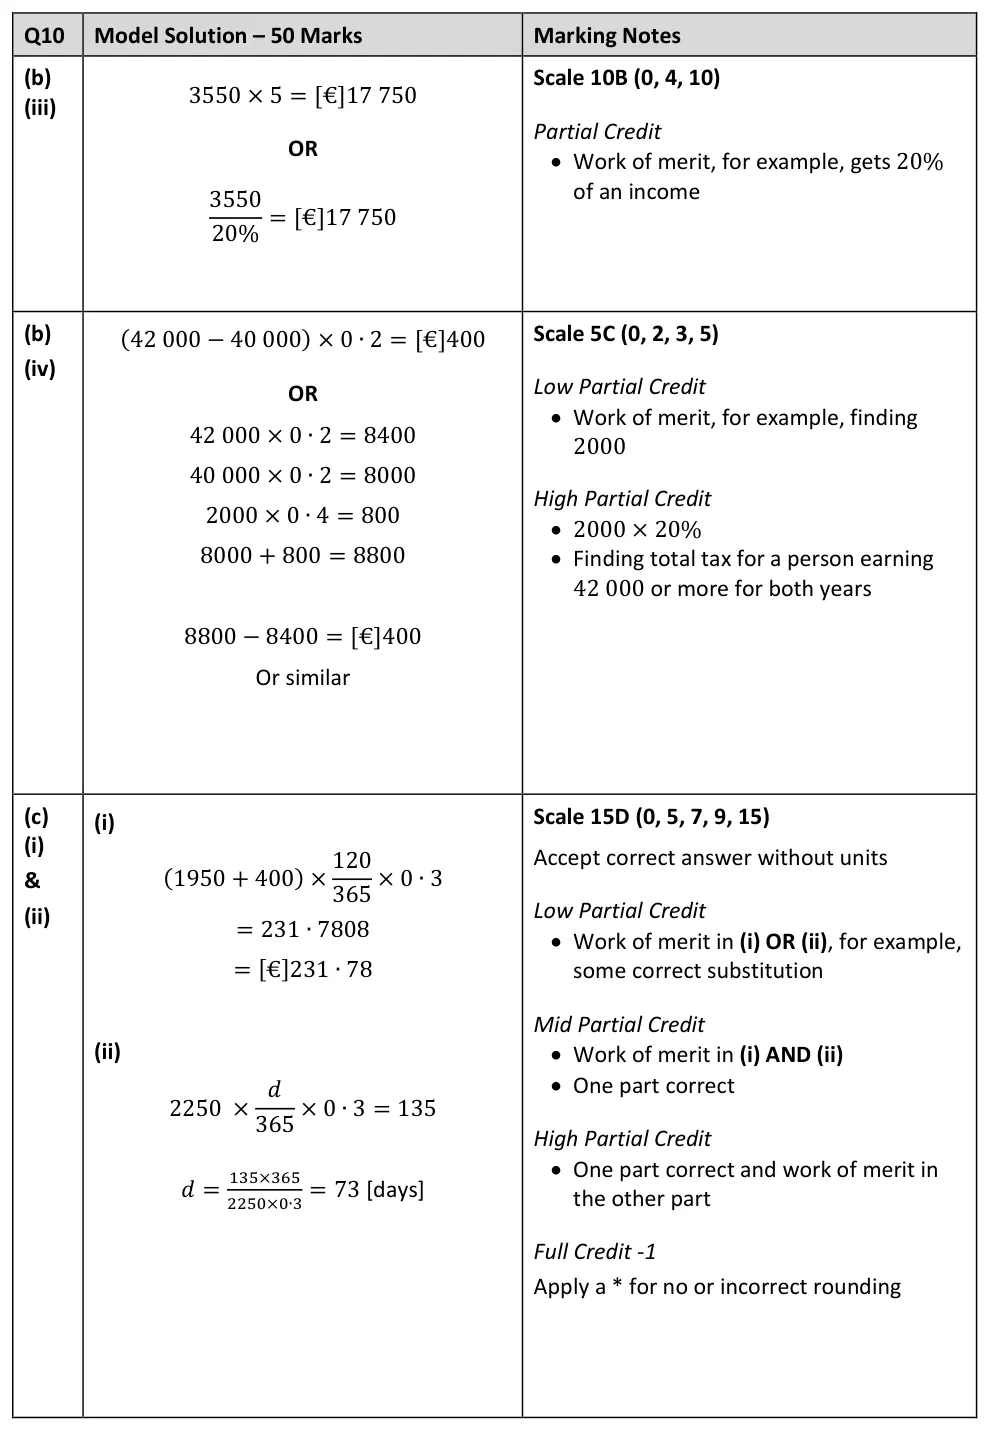 Q10 Model Solution – 50 Marks Marking Notes
(b)
(iii)
3550 × 5 = [€]17 750
OR
3550
20%
= [€]17 750
Scale 10B (0, 4, 10)
Partial Credit
• Work of merit, for example, gets 20%
of an income
(b)
(iv)
(42 000 − 40 000) × 0 · 2 = [€]400
OR
42 000 × 0 · 2 = 8400
40 000 × 0 · 2 = 8000
2000 × 0 · 4 = 800
8000 + 800 = 8800
8800 − 8400 = [€]400
Or similar
Scale 5C (0, 2, 3, 5)
Low Partial Credit
• Work of merit, for example, finding
2000
High Partial Credit
• 2000 × 20%
• Finding total tax for a person earning
42 000 or more for both years
(c)
(i)
&
(ii)
(i)
(1950 + 400) × 120/365 × 0 · 3
= 231 · 7808
= [€]231 · 78
(ii)
2250 × d/365 × 0 · 3 = 135
d = 135×365/2250×0·3 = 73 [days]
Scale 15D (0, 5, 7, 9, 15)
Accept correct answer without units
Low Partial Credit
• Work of merit in (i) OR (ii), for example,
some correct substitution
Mid Partial Credit
• Work of merit in (i) AND (ii)
• One part correct
High Partial Credit
• One part correct and work of merit in
the other part
Full Credit -1
Apply a * for no or incorrect rounding